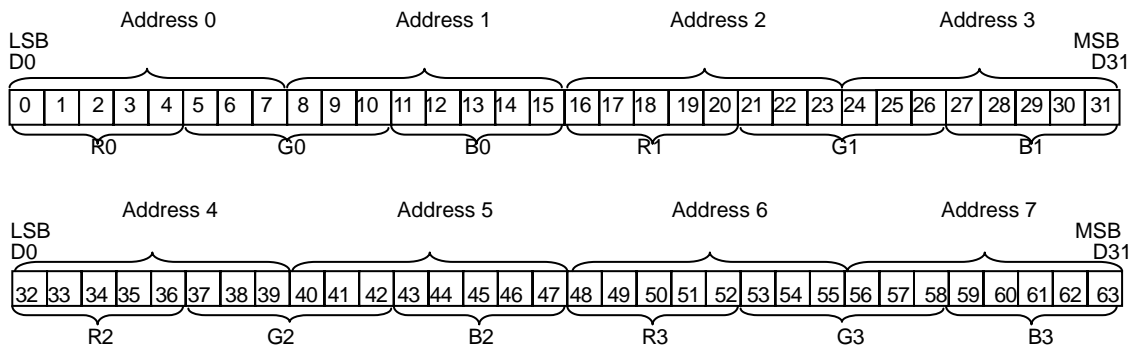 Address 0 Address 1 Address 2 Address 3
LSB MSB
D0 D31
0 1 2 3 4 5 6 7 8 9 10 11 12 13 14 15 16 17 18 19 20 21 22 23 24 25 26 27 28 29 30 31
R0 G0 B0 R1 G1 B1
Address 4 Address 5 Address 6 Address 7
LSB MSB
D0 D31
32 33 34 35 36 37 38 39 40 41 42 43 44 45 46 47 48 49 50 51 52 53 54 55 56 57 58 59 60 61 62 63
R2 G2 B2 R3 G3 B3